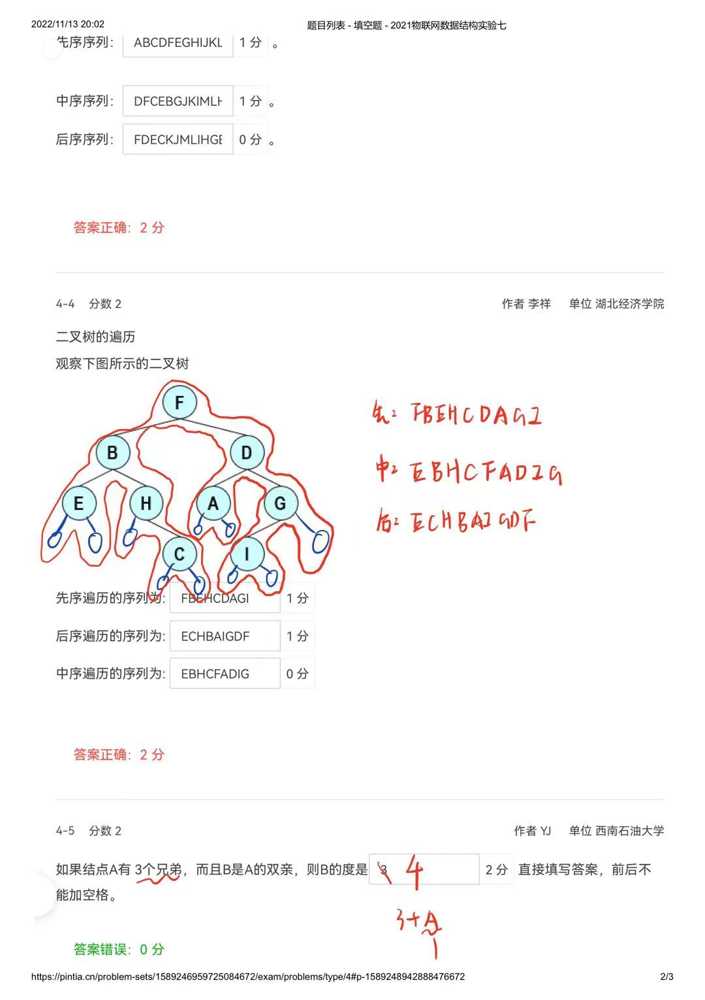 2022/11/13 20:02
题目列表 - 填空题 - 2021物联网数据结构实验七
先序序列: ABCDFEGHIJKL 1 分 。
中序序列: DFCEBGJKIML 1 分 。
后序序列: FDECKJMLIHG 0 分 。
答案正确: 2 分
4-4 分数 2
作者 李祥 单位 湖北经济学院
二叉树的遍历
观察下图所示的二叉树
F
B D
E H A G
C I
先: FBEHCDAGI
中: EBHCFADIG
后: ECHBAIGDF
先序遍历的序列为: FBEHCDAGI 1 分
后序遍历的序列为: ECHBAIGDF 1 分
中序遍历的序列为: EBHCFADIG 0 分
答案正确: 2 分
4-5 分数 2
作者 YJ 单位 西南石油大学
如果结点A有 3个兄弟，而且B是A的双亲，则B的度是 3 4 2 分 直接填写答案，前后不
能加空格。
3+A
1
答案错误: 0 分
https://pintia.cn/problem-sets/1589246959725084672/exam/problems/type/4#p-1589248942888476672
2/3